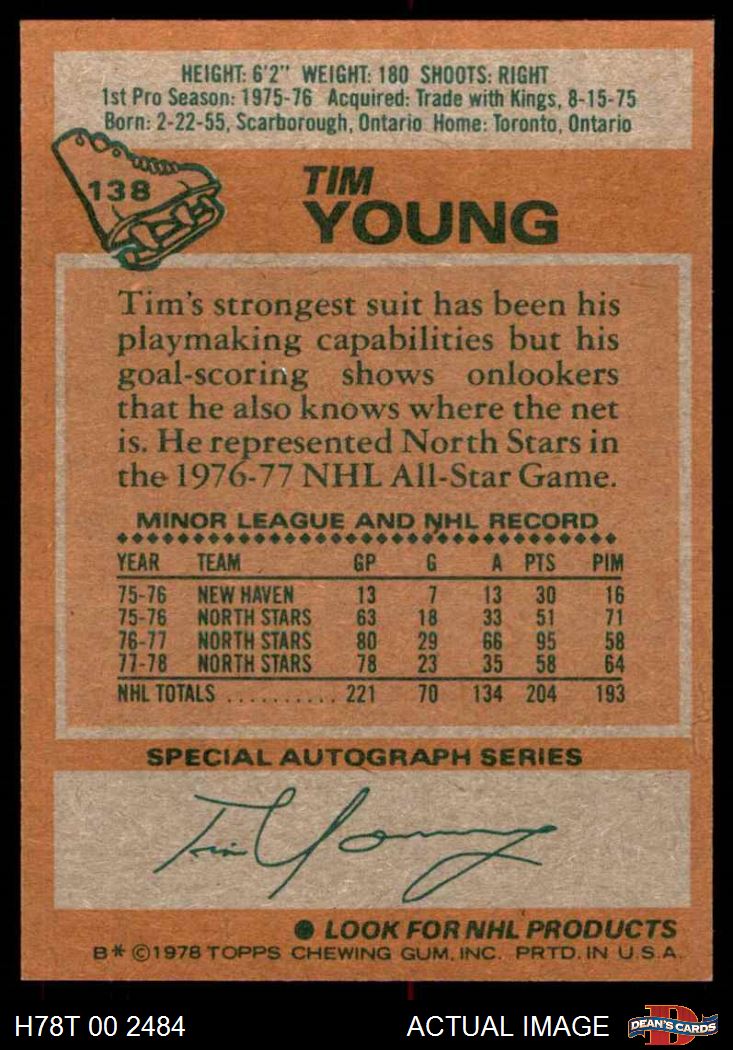 HEIGHT: 6'2" WEIGHT: 180 SHOOTS: RIGHT
1st Pro Season: 1975-76 Acquired: Trade with Kings, 8-15-75
Born: 2-22-55, Scarborough, Ontario Home: Toronto, Ontario
138
TIM
YOUNG
Tim's strongest suit has been his
playmaking capabilities but his
goal-scoring shows onlookers
that he also knows where the net
is. He represented North Stars in
the 1976-77 NHL All-Star Game.
MINOR LEAGUE AND NHL RECORD
YEAR TEAM GP G A PTS PIM
75-76 NEW HAVEN 13 7 13 30 16
75-76 NORTH STARS 63 18 33 51 71
76-77 NORTH STARS 80 29 66 95 58
77-78 NORTH STARS 78 23 35 58 64
NHL TOTALS .......... 221 70 134 204 193
SPECIAL AUTOGRAPH SERIES
Tim Young
● LOOK FOR NHL PRODUCTS
B* ©1978 TOPPS CHEWING GUM, INC. PRTD. IN U.S.A.
H78T 00 2484 ACTUAL IMAGE D DEAN'S CARDS